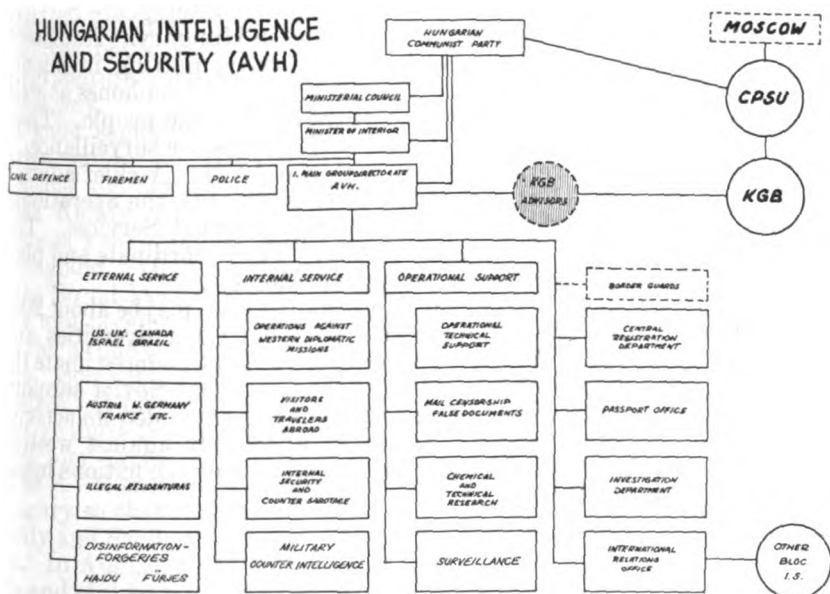 HUNGARIAN INTELLIGENCE
AND SECURITY (AVH)
HUNGARIAN
COMMUNIST PARTY
MOSCOW
CPSU
KGB
MINISTERIAL COUNCIL
MINISTER OF INTERIOR
CIVIL DEFENCE
FIREMEN
POLICE
I. MAIN GROUP DIRECTORATE
AVH.
KGB
ADVISORS
EXTERNAL SERVICE
US. UK. CANADA
ISRAEL BRAZIL
AUSTRIA W. GERMANY
FRANCE ETC.
ILLEGAL RESIDENTURAS
DISINFORMATION-
FORGERIES
HAJDU FÜRJES
INTERNAL SERVICE
OPERATIONS AGAINST
WESTERN DIPLOMATIC
MISSIONS
VISITORS
AND
TRAVELERS
ABROAD
INTERNAL
SECURITY
AND
COUNTER SABOTAGE
MILITARY
COUNTER INTELLIGENCE
OPERATIONAL SUPPORT
OPERATIONAL
TECHNICAL
SUPPORT
MAIL CENSORSHIP
FALSE DOCUMENTS
CHEMICAL
AND
TECHNICAL
RESEARCH
SURVEILLANCE
BORDER GUARDS
CENTRAL
REGISTRATION
DEPARTMENT
PASSPORT OFFICE
INVESTIGATION
DEPARTMENT
INTERNATIONAL
RELATIONS
OFFICE
OTHER
BLOC
I.S.